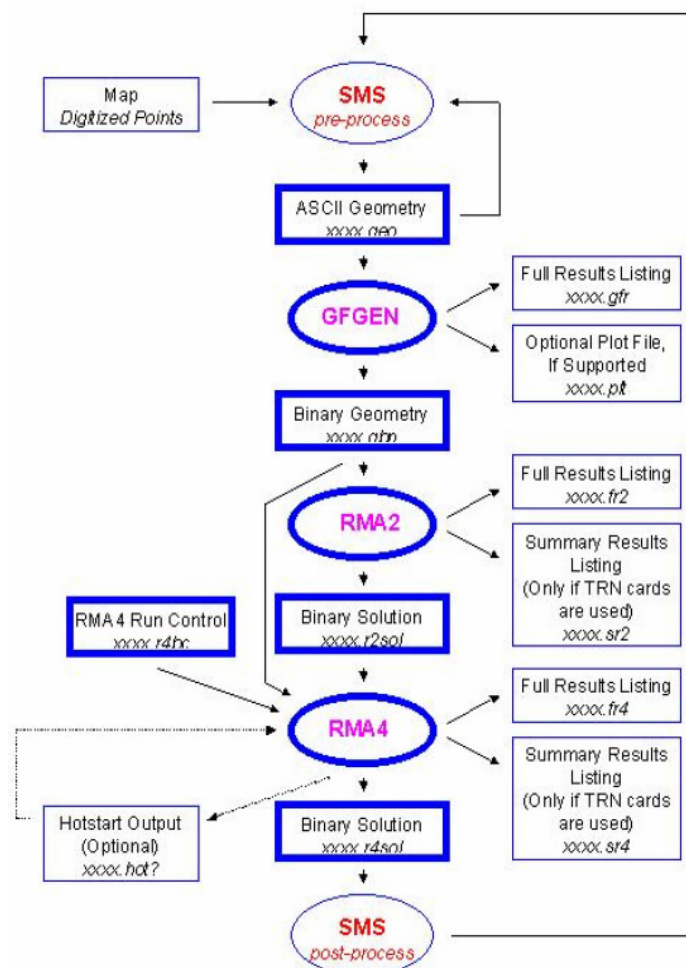 SMS
pre-process
Map
Digitized Points
ASCII Geometry
xxxx.geo
GFGEN
Full Results Listing
xxxx.gfr
Optional Plot File,
If Supported
xxxx.plt
Binary Geometry
xxxx.gbn
RMA2
Full Results Listing
xxxx.fr2
Summary Results
Listing
(Only if TRN cards
are used)
xxxx.sr2
RMA4 Run Control
xxxx.r4bc
Binary Solution
xxxx.r2sol
RMA4
Full Results Listing
xxxx.fr4
Summary Results
Listing
(Only if TRN cards
are used)
xxxx.sr4
Hotstart Output
(Optional)
xxxx.hot?
Binary Solution
xxxx.r4sol
SMS
post-process